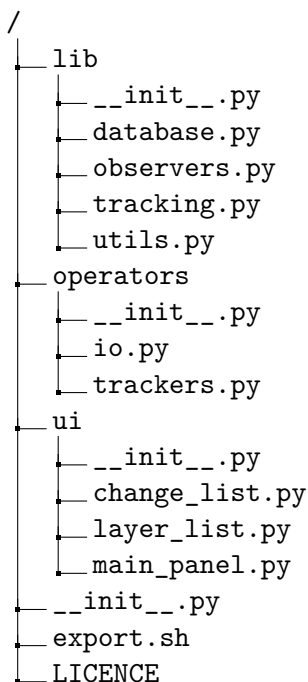 /
lib
__init__.py
database.py
observers.py
tracking.py
utils.py
operators
__init__.py
io.py
trackers.py
ui
__init__.py
change_list.py
layer_list.py
main_panel.py
__init__.py
export.sh
LICENCE